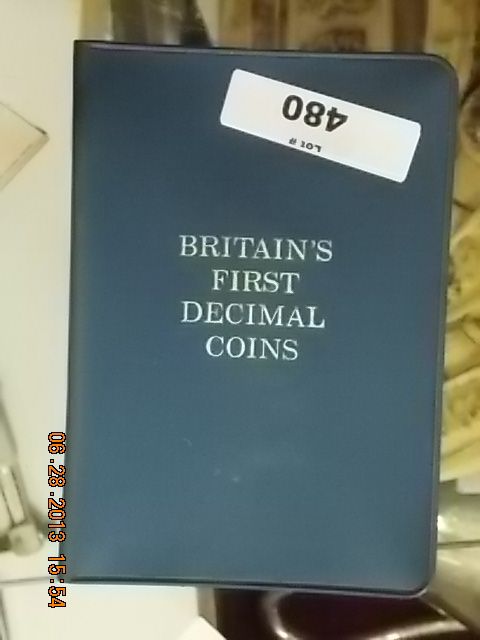 LOT #
480
BRITAIN'S
FIRST
DECIMAL
COINS
06.28.2013 15:54